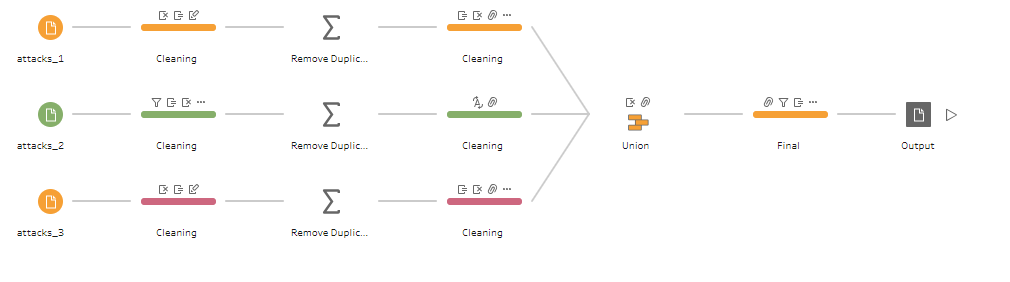 attacks_1
Cleaning
Remove Duplic...
Cleaning
attacks_2
Cleaning
Remove Duplic...
Cleaning
Union
Final
Output
attacks_3
Cleaning
Remove Duplic...
Cleaning